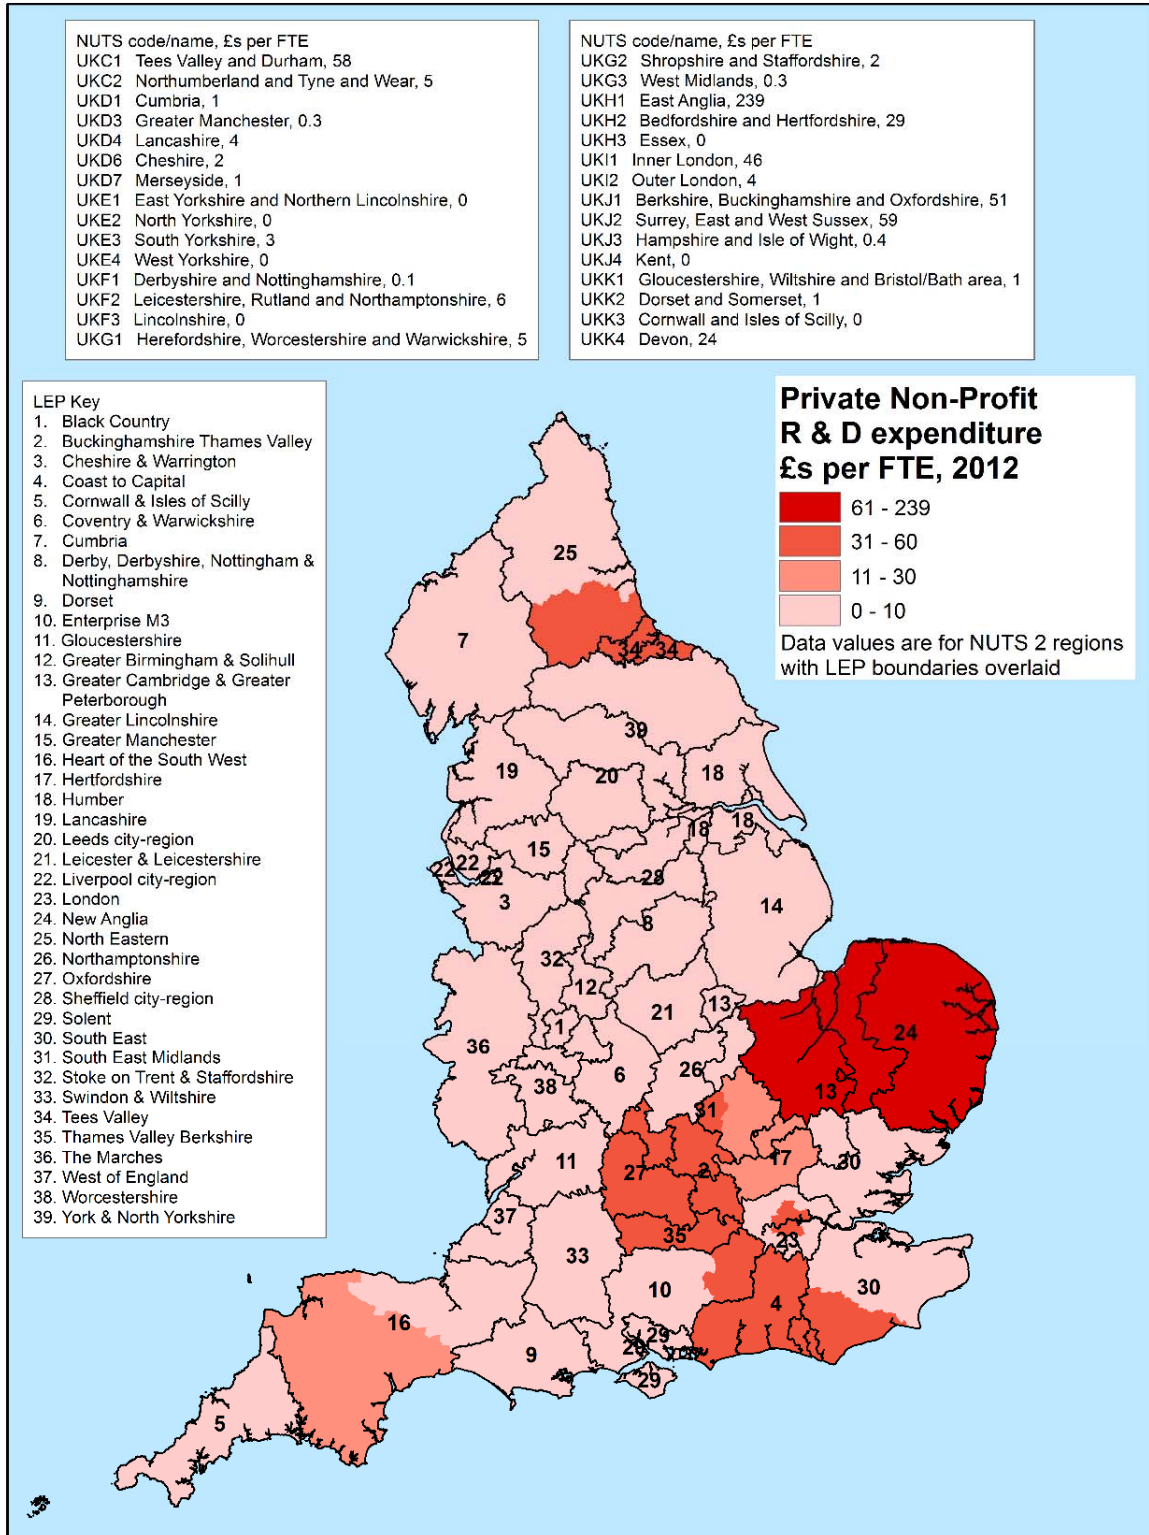 NUTS code/name, £s per FTE
UKC1 Tees Valley and Durham, 58
UKC2 Northumberland and Tyne and Wear, 5
UKD1 Cumbria, 1
UKD3 Greater Manchester, 0.3
UKD4 Lancashire, 4
UKD6 Cheshire, 2
UKD7 Merseyside, 1
UKE1 East Yorkshire and Northern Lincolnshire, 0
UKE2 North Yorkshire, 0
UKE3 South Yorkshire, 3
UKE4 West Yorkshire, 0
UKF1 Derbyshire and Nottinghamshire, 0.1
UKF2 Leicestershire, Rutland and Northamptonshire, 6
UKF3 Lincolnshire, 0
UKG1 Herefordshire, Worcestershire and Warwickshire, 5
NUTS code/name, £s per FTE
UKG2 Shropshire and Staffordshire, 2
UKG3 West Midlands, 0.3
UKH1 East Anglia, 239
UKH2 Bedfordshire and Hertfordshire, 29
UKH3 Essex, 0
UKI1 Inner London, 46
UKI2 Outer London, 4
UKJ1 Berkshire, Buckinghamshire and Oxfordshire, 51
UKJ2 Surrey, East and West Sussex, 59
UKJ3 Hampshire and Isle of Wight, 0.4
UKJ4 Kent, 0
UKK1 Gloucestershire, Wiltshire and Bristol/Bath area, 1
UKK2 Dorset and Somerset, 1
UKK3 Cornwall and Isles of Scilly, 0
UKK4 Devon, 24
LEP Key
1. Black Country
2. Buckinghamshire Thames Valley
3. Cheshire & Warrington
4. Coast to Capital
5. Cornwall & Isles of Scilly
6. Coventry & Warwickshire
7. Cumbria
8. Derby, Derbyshire, Nottingham &
Nottinghamshire
9. Dorset
10. Enterprise M3
11. Gloucestershire
12. Greater Birmingham & Solihull
13. Greater Cambridge & Greater
Peterborough
14. Greater Lincolnshire
15. Greater Manchester
16. Heart of the South West
17. Hertfordshire
18. Humber
19. Lancashire
20. Leeds city-region
21. Leicester & Leicestershire
22. Liverpool city-region
23. London
24. New Anglia
25. North Eastern
26. Northamptonshire
27. Oxfordshire
28. Sheffield city-region
29. Solent
30. South East
31. South East Midlands
32. Stoke on Trent & Staffordshire
33. Swindon & Wiltshire
34. Tees Valley
35. Thames Valley Berkshire
36. The Marches
37. West of England
38. Worcestershire
39. York & North Yorkshire
Private Non-Profit
R & D expenditure
£s per FTE, 2012
61 - 239
31 - 60
11 - 30
0 - 10
Data values are for NUTS 2 regions
with LEP boundaries overlaid
25
7
34 34
39
19 20 18
18 18
15
22 22 22
28
3
14
8
32
12
21 13
1
24
36
26
6
38
13
31
11
27 2 17 30
37
35
23
33
10 30
4
16
29
9 29
29
5